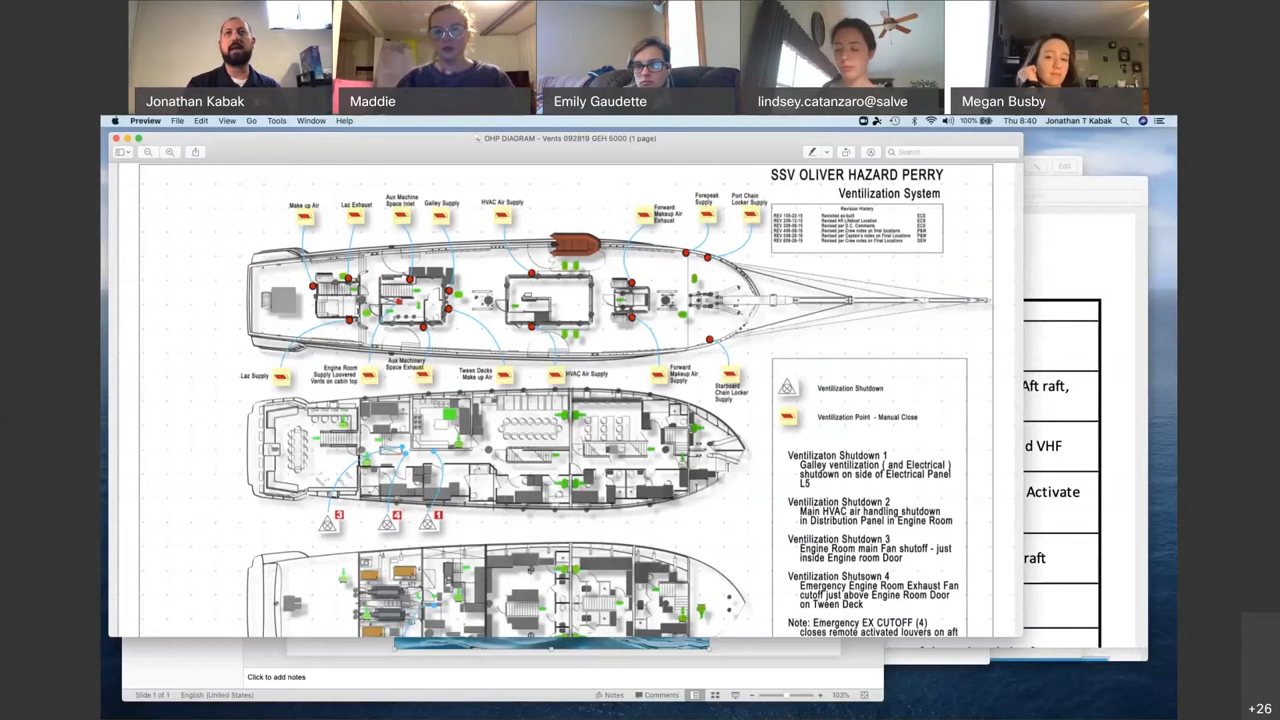 Jonathan Kabak
Maddie
Emily Gaudette
lindsey.catanzaro@salve
Megan Busby
Preview File Edit View Go Tools Window Help
100%
Thu 8:40 Jonathan T Kabak
OHP DIAGRAM - Vents 092819 GEH 5000 (1 page)
Search
Edit
SSV OLIVER HAZARD PERRY
Ventilization System
Revision History
Make up Air
Laz Exhaust
Aux Machine
Space Inlet
Galley Supply
HVAC Air Supply
Forward
Makeup Air
Exhaust
Forepeak
Supply
Port Chain
Locker Supply
Laz Supply
Engine Room
Supply Louvered
Vents on cabin top
Aux Machinery
Space Exhaust
Tween Decks
Make up Air
HVAC Air Supply
Forward
Makeup Air
Supply
Starboard
Chain Locker
Supply
3
4
1
Ventilization Shutdown
Ventilization Point - Manual Close
Ventilizaton Shutdown 1
Galley ventilization ( and Electrical )
shutdown on side of Electrical Panel
L5
Ventilization Shutdown 2
Main HVAC air handling shutdown
in Distribution Panel in Engine Room
Ventilization Shutdown 3
Engine Room main Fan shutoff - just
inside Engine room Door
Ventilization Shutsown 4
Emergency Engine Room Exhaust Fan
cutoff just above Engine Room Door
on Tween Deck
Note: Emergency EX CUTOFF (4)
closes remote activated louvers on aft
Aft raft,
d VHF
Activate
raft
Click to add notes
Slide 1 of 1
English (United States)
Notes
Comments
103%
+26